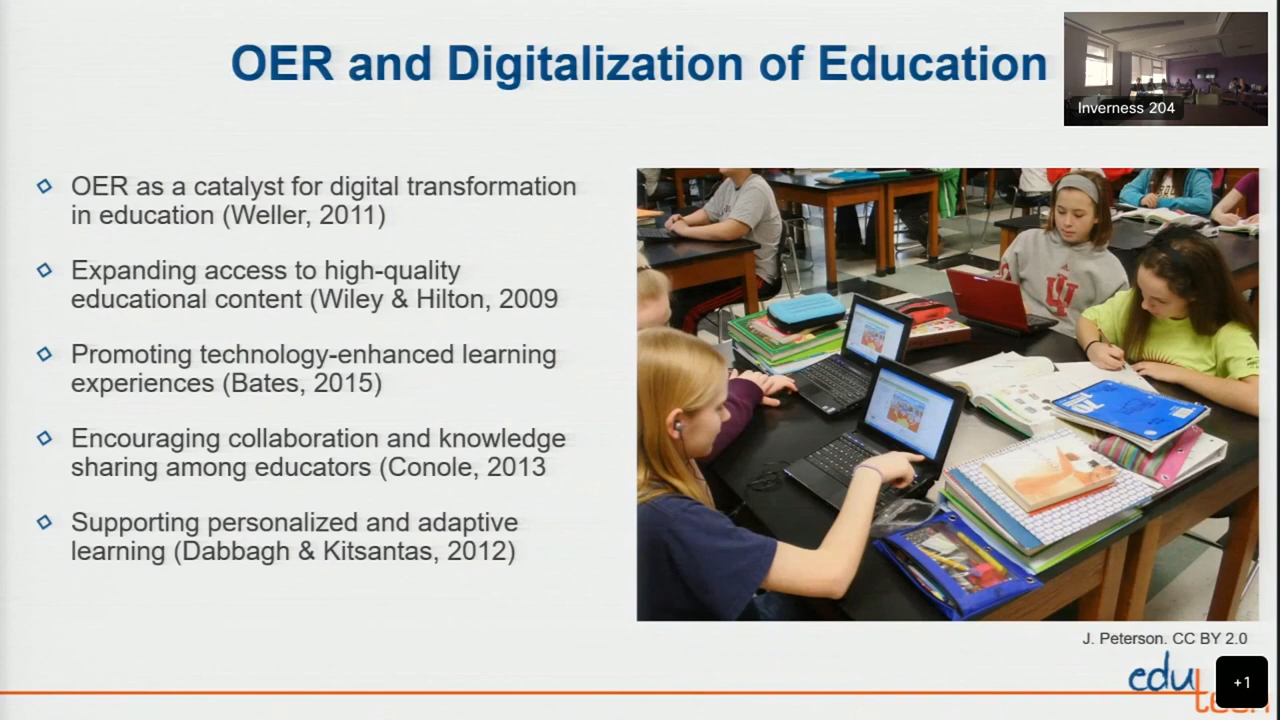 OER and Digitalization of Education
Inverness 204
OER as a catalyst for digital transformation
in education (Weller, 2011)
Expanding access to high-quality
educational content (Wiley & Hilton, 2009
Promoting technology-enhanced learning
experiences (Bates, 2015)
Encouraging collaboration and knowledge
sharing among educators (Conole, 2013
Supporting personalized and adaptive
learning (Dabbagh & Kitsantas, 2012)
J. Peterson. CC BY 2.0
edu
+1